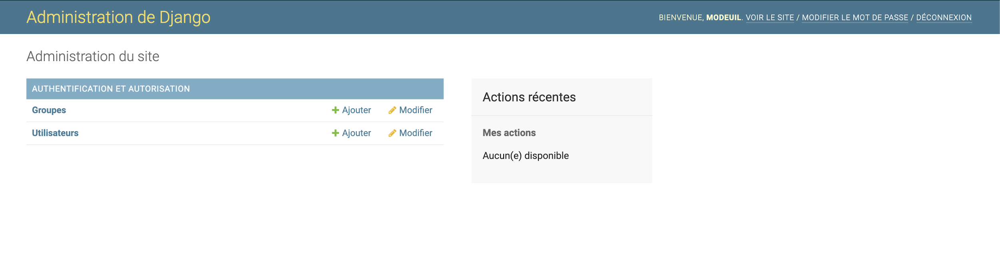 Administration de Django
BIENVENUE, MODEUIL. VOIR LE SITE / MODIFIER LE MOT DE PASSE / DÉCONNEXION
Administration du site
AUTHENTIFICATION ET AUTORISATION
Groupes Ajouter Modifier
Utilisateurs Ajouter Modifier
Actions récentes
Mes actions
Aucun(e) disponible